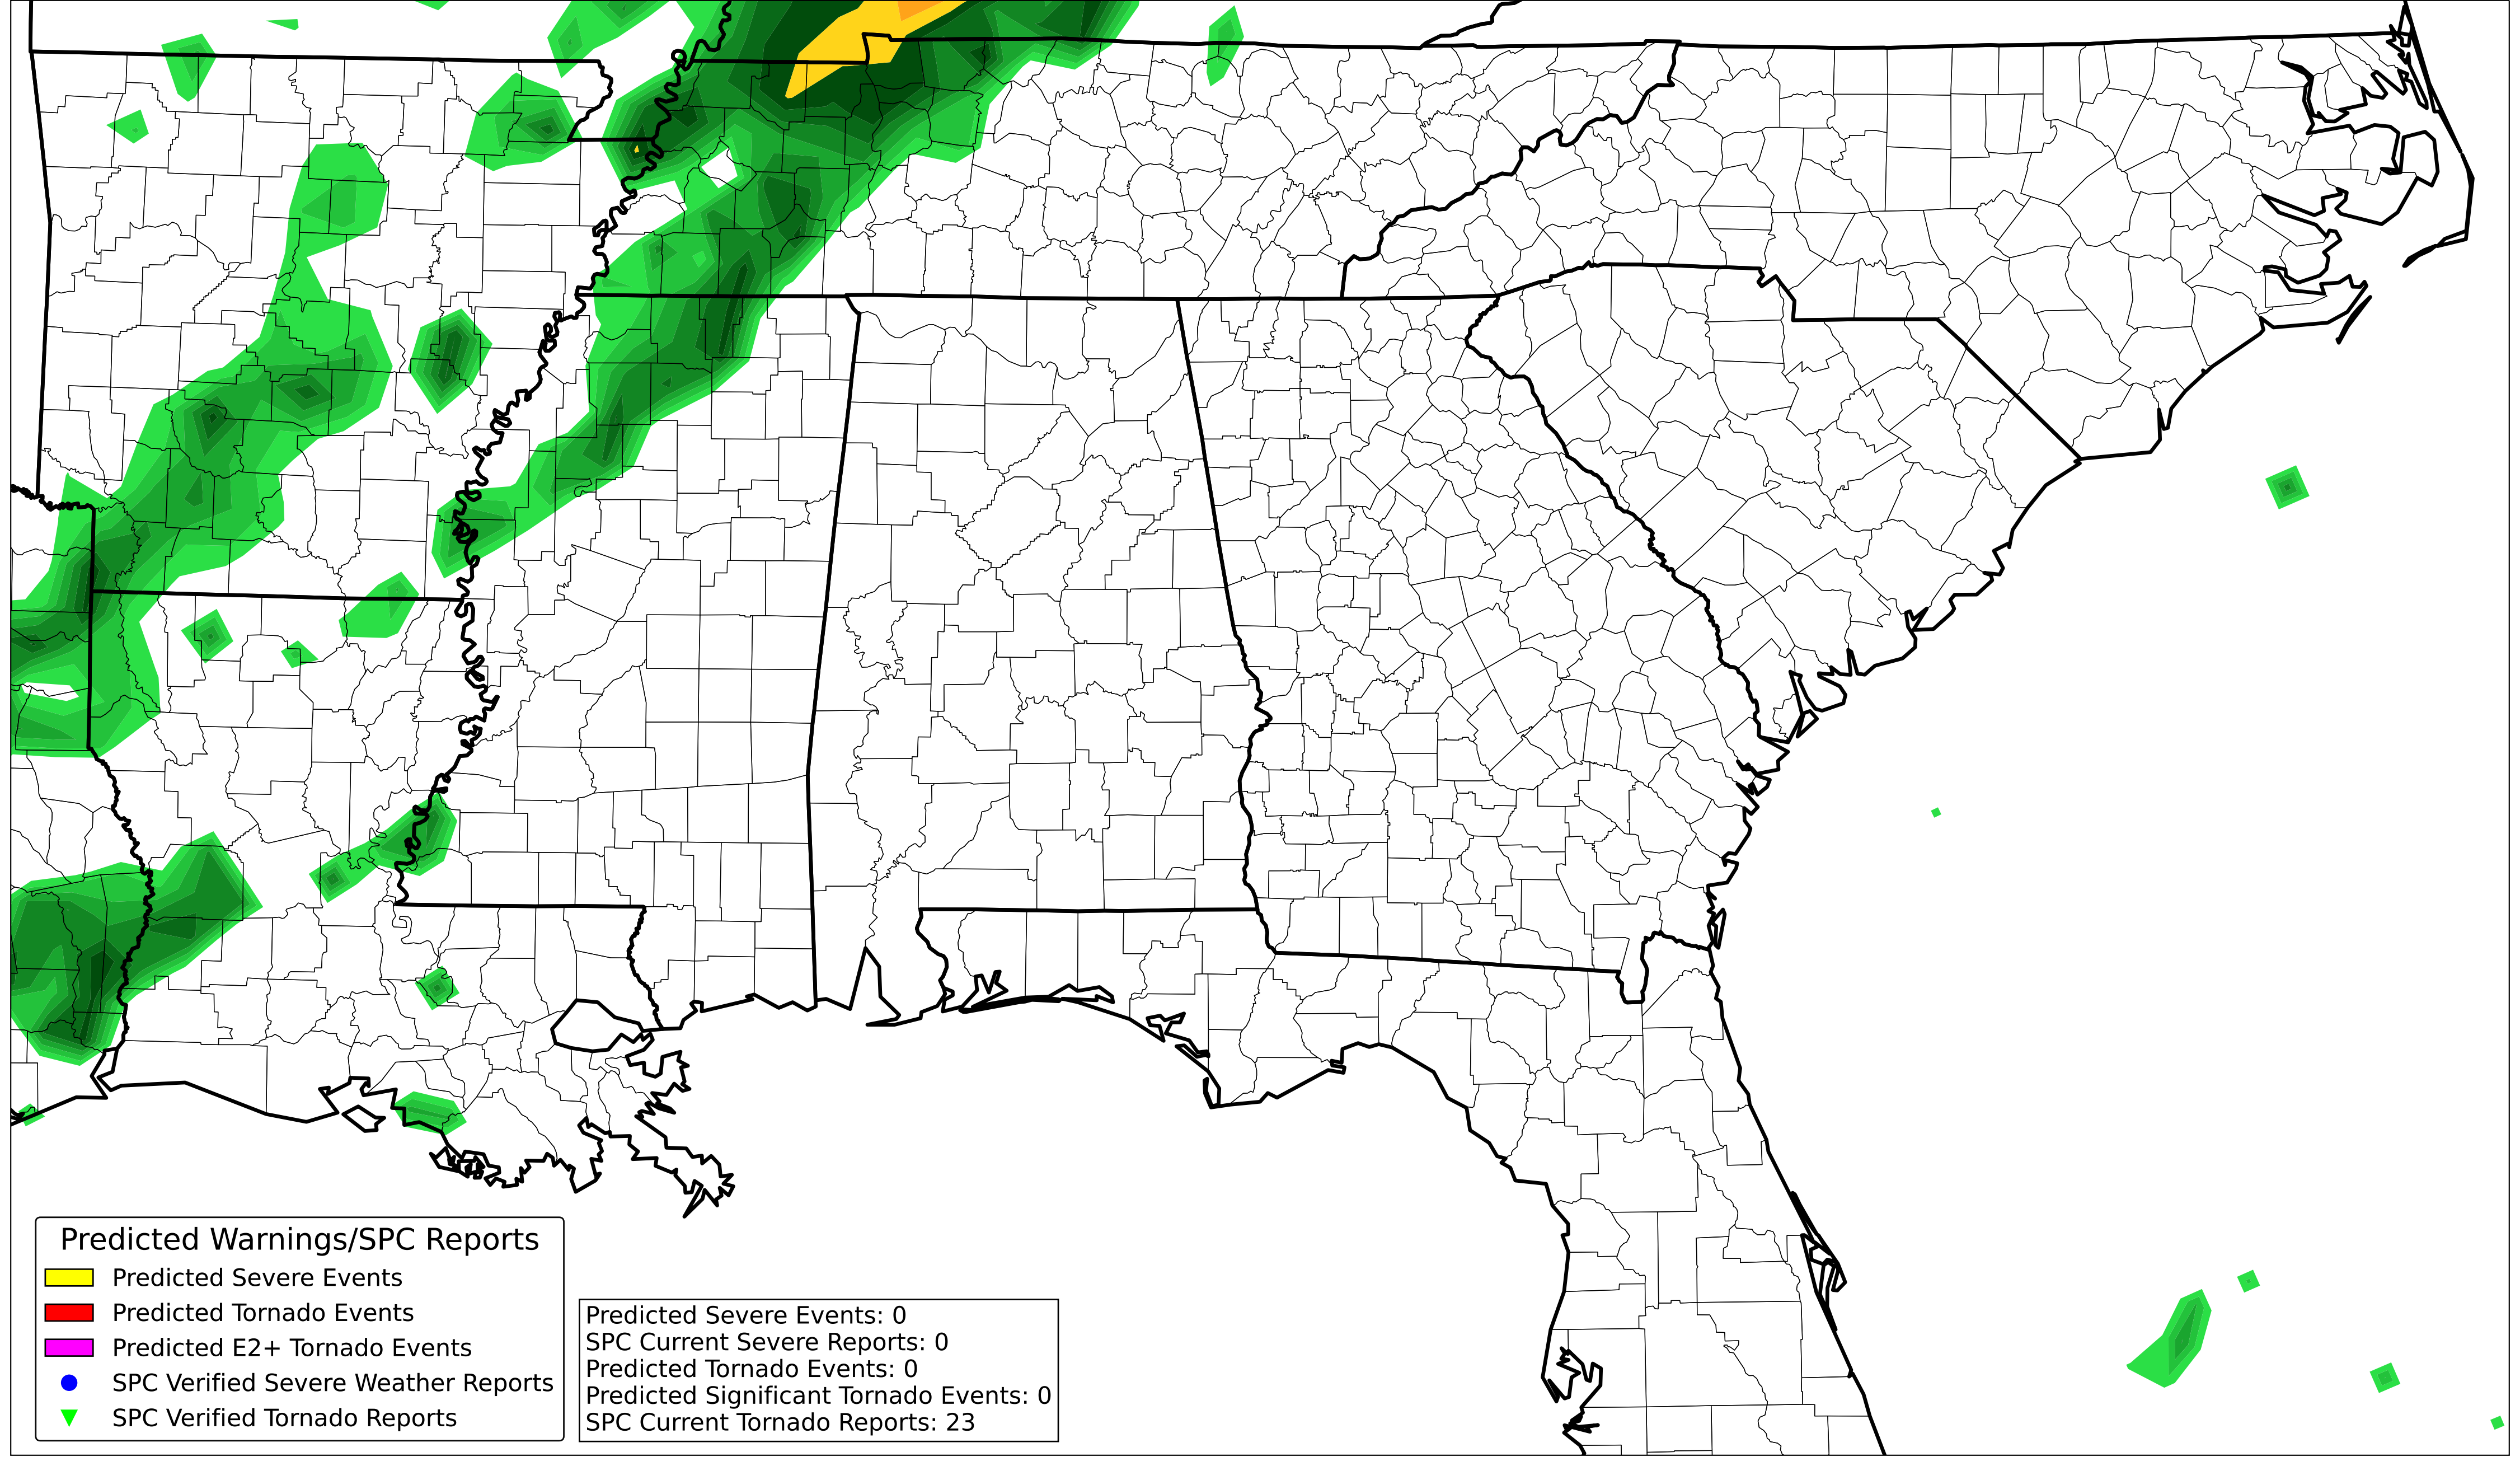 Predicted Warnings/SPC Reports
Predicted Severe Events
Predicted Tornado Events
Predicted E2+ Tornado Events
SPC Verified Severe Weather Reports
SPC Verified Tornado Reports
Predicted Severe Events: 0
SPC Current Severe Reports: 0
Predicted Tornado Events: 0
Predicted Significant Tornado Events: 0
SPC Current Tornado Reports: 23